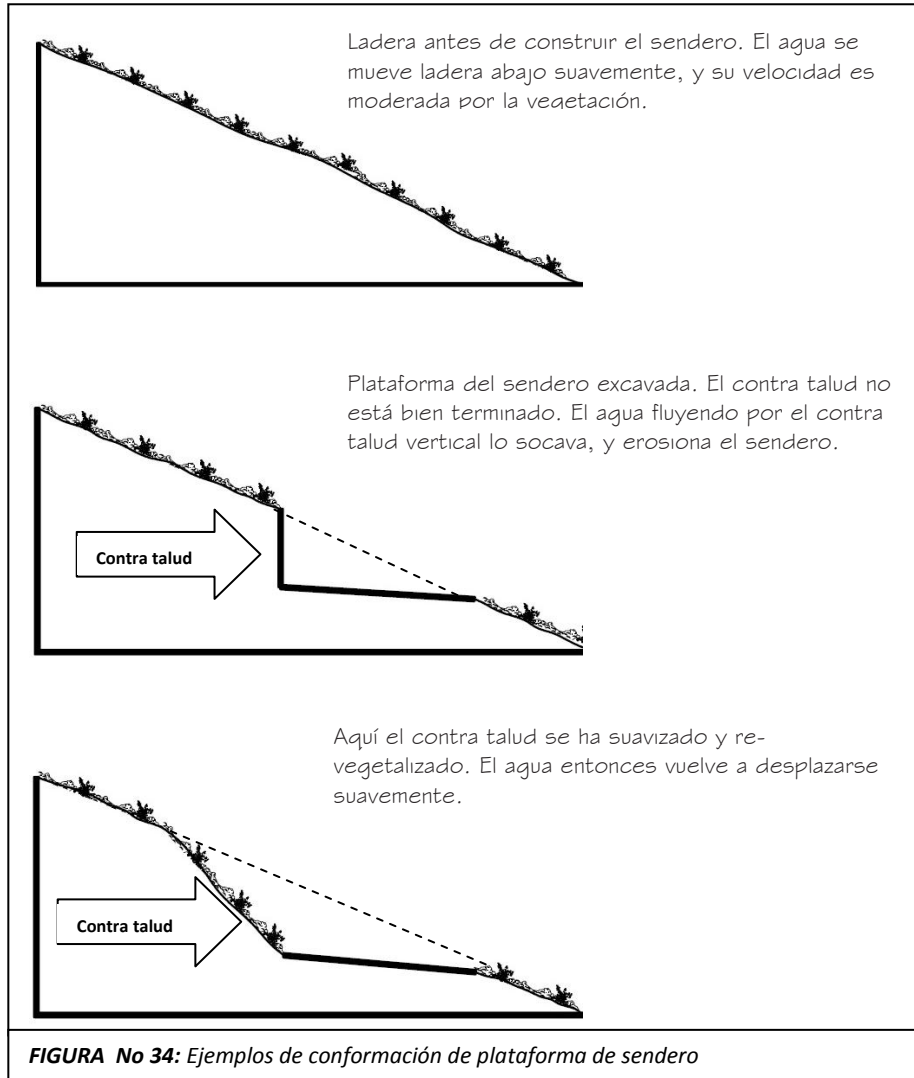 Ladera antes de construir el sendero. El agua se
mueve ladera abajo suavemente, y su velocidad es
moderada por la vegetación.
Plataforma del sendero excavada. El contra talud no
está bien terminado. El agua fluyendo por el contra
talud vertical lo socava, y erosiona el sendero.
Contra talud
Aquí el contra talud se ha suavizado y re-
vegetalizado. El agua entonces vuelve a desplazarse
suavemente.
Contra talud
FIGURA No 34: Ejemplos de conformación de plataforma de sendero